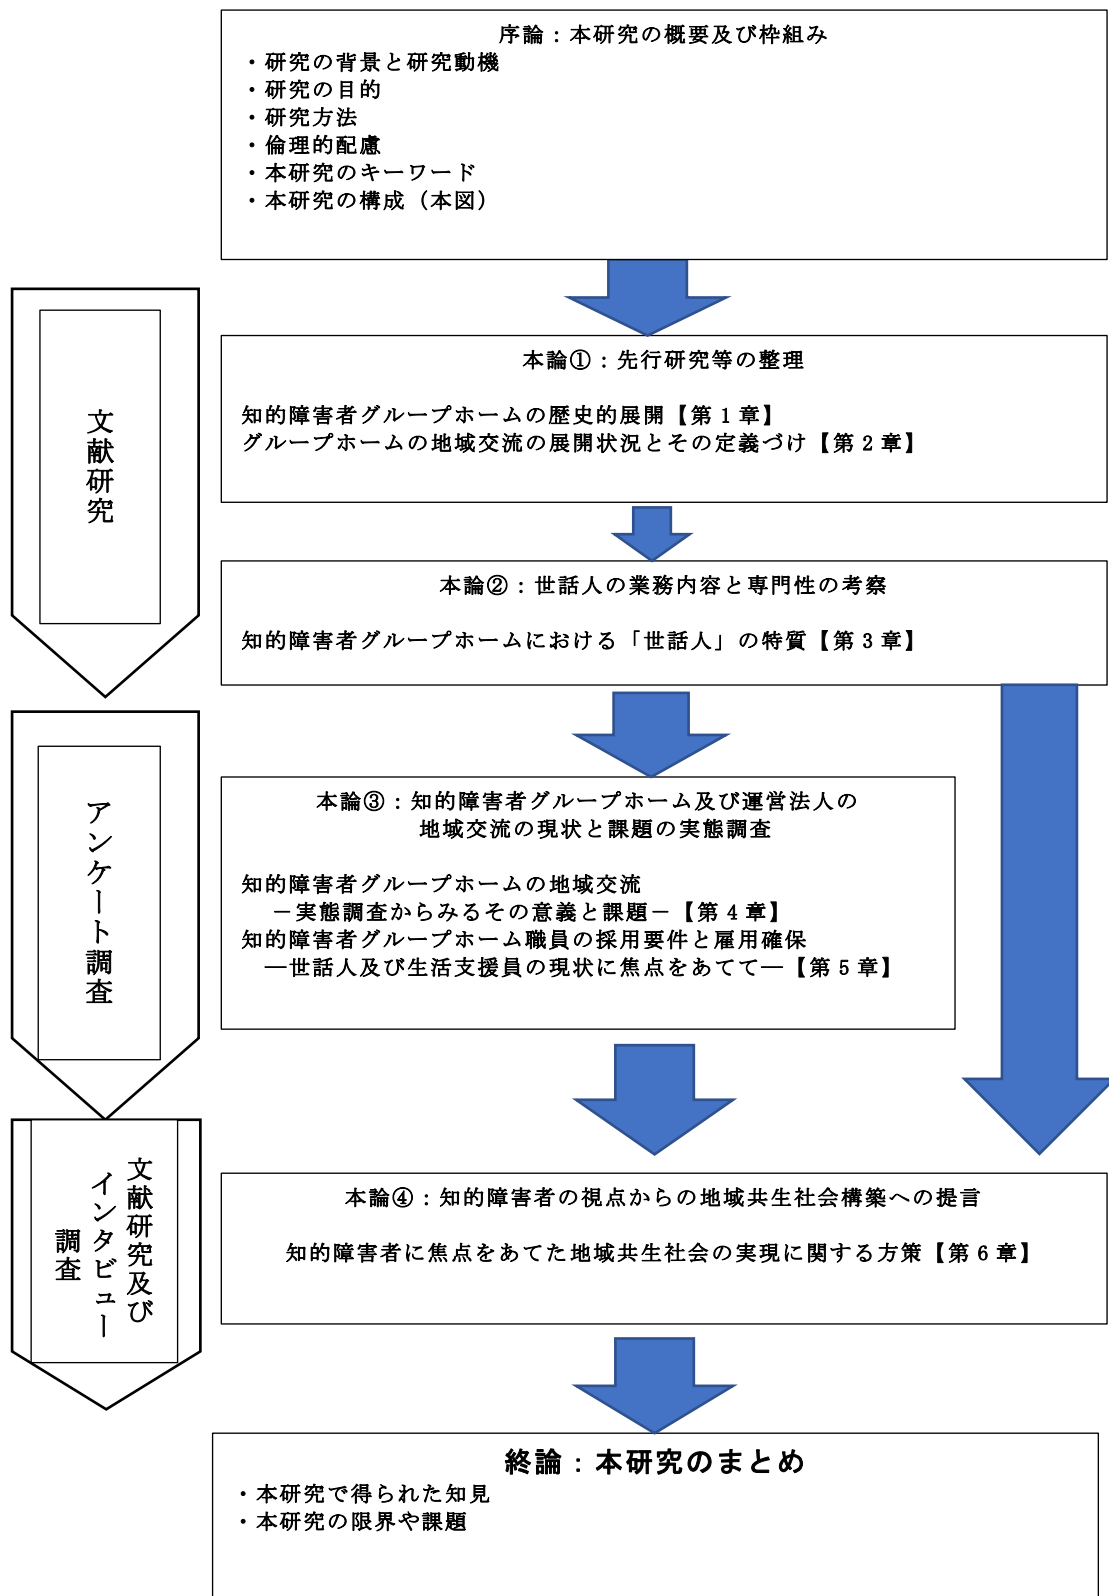 序論：本研究の概要及び枠組み
・研究の背景と研究動機
・研究の目的
・研究方法
・倫理的配慮
・本研究のキーワード
・本研究の構成（本図）
文献研究
本論①：先行研究等の整理
知的障害者グループホームの歴史的展開【第１章】
グループホームの地域交流の展開状況とその定義づけ【第２章】
本論②：世話人の業務内容と専門性の考察
知的障害者グループホームにおける「世話人」の特質【第３章】
アンケート調査
本論③：知的障害者グループホーム及び運営法人の
地域交流の現状と課題の実態調査
知的障害者グループホームの地域交流
－実態調査からみるその意義と課題－【第４章】
知的障害者グループホーム職員の採用要件と雇用確保
―世話人及び生活支援員の現状に焦点をあてて―【第５章】
文献研究及び
インタビュー
調査
本論④：知的障害者の視点からの地域共生社会構築への提言
知的障害者に焦点をあてた地域共生社会の実現に関する方策【第６章】
終論：本研究のまとめ
・本研究で得られた知見
・本研究の限界や課題